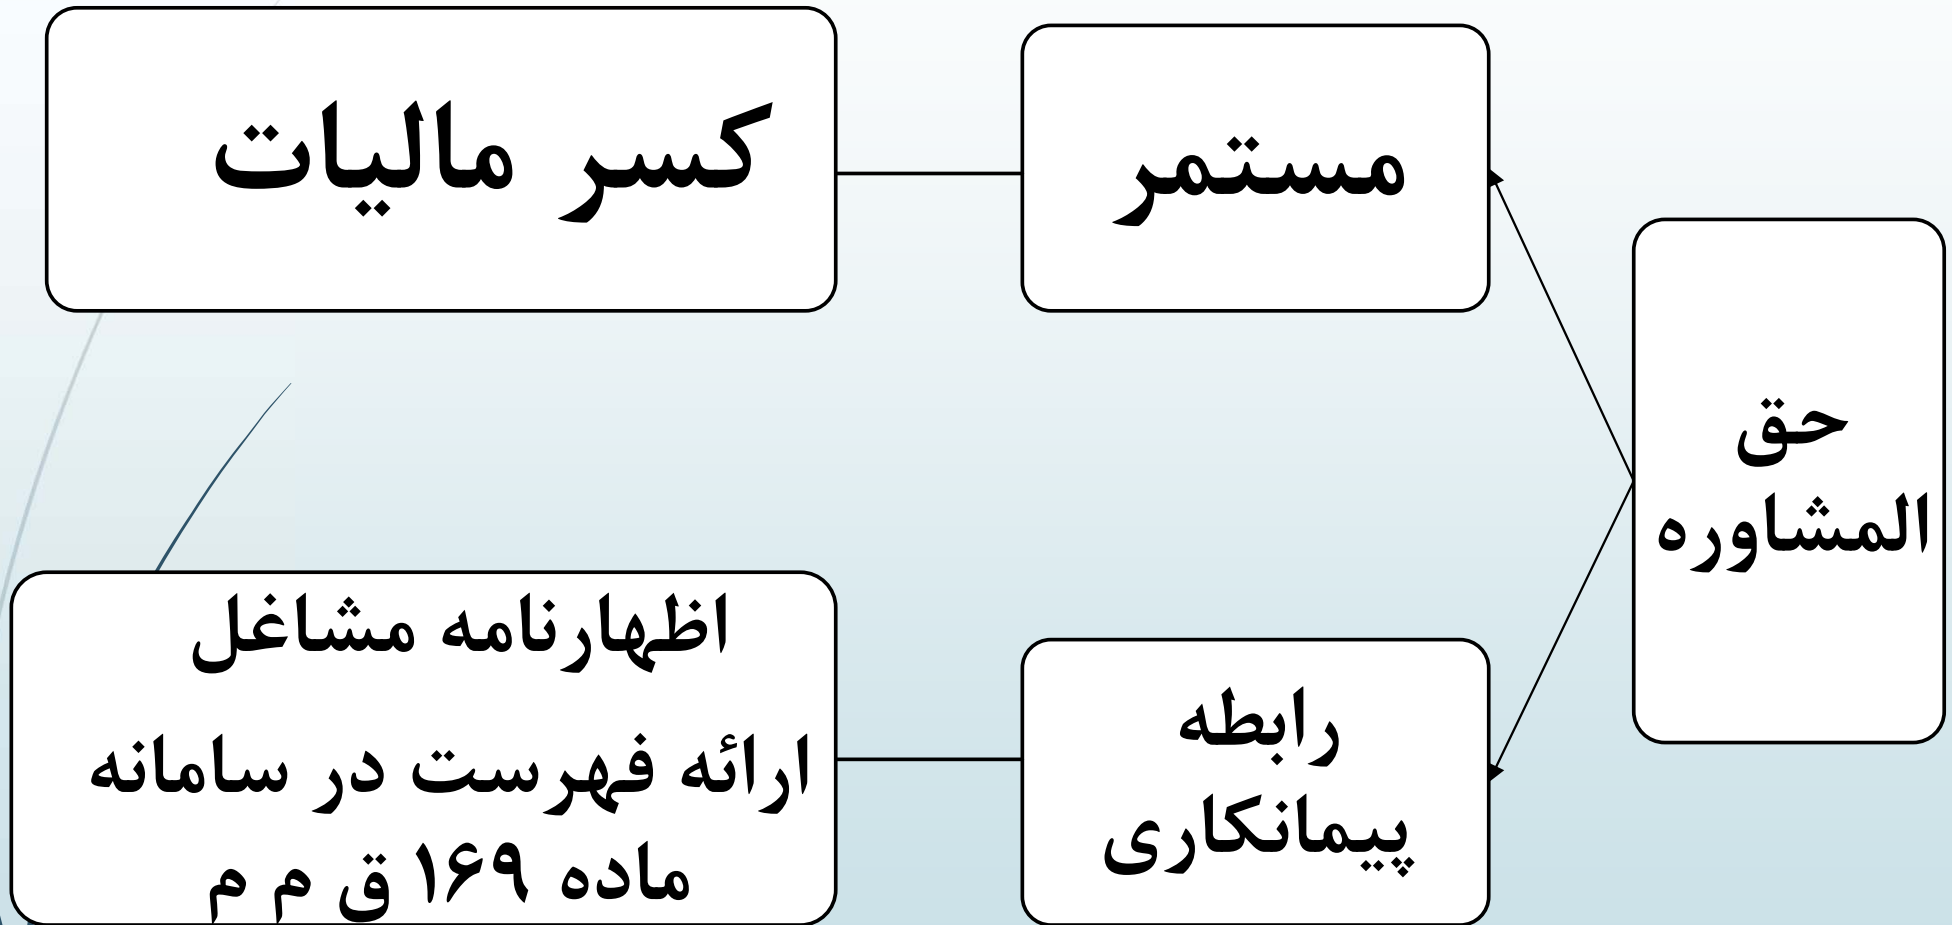 حق
المشاوره
مستمر
کسر مالیات
رابطه
پیمانکاری
اظهارنامه مشاغل
ارائه فهرست در سامانه
ماده ۱۶۹ ق م م